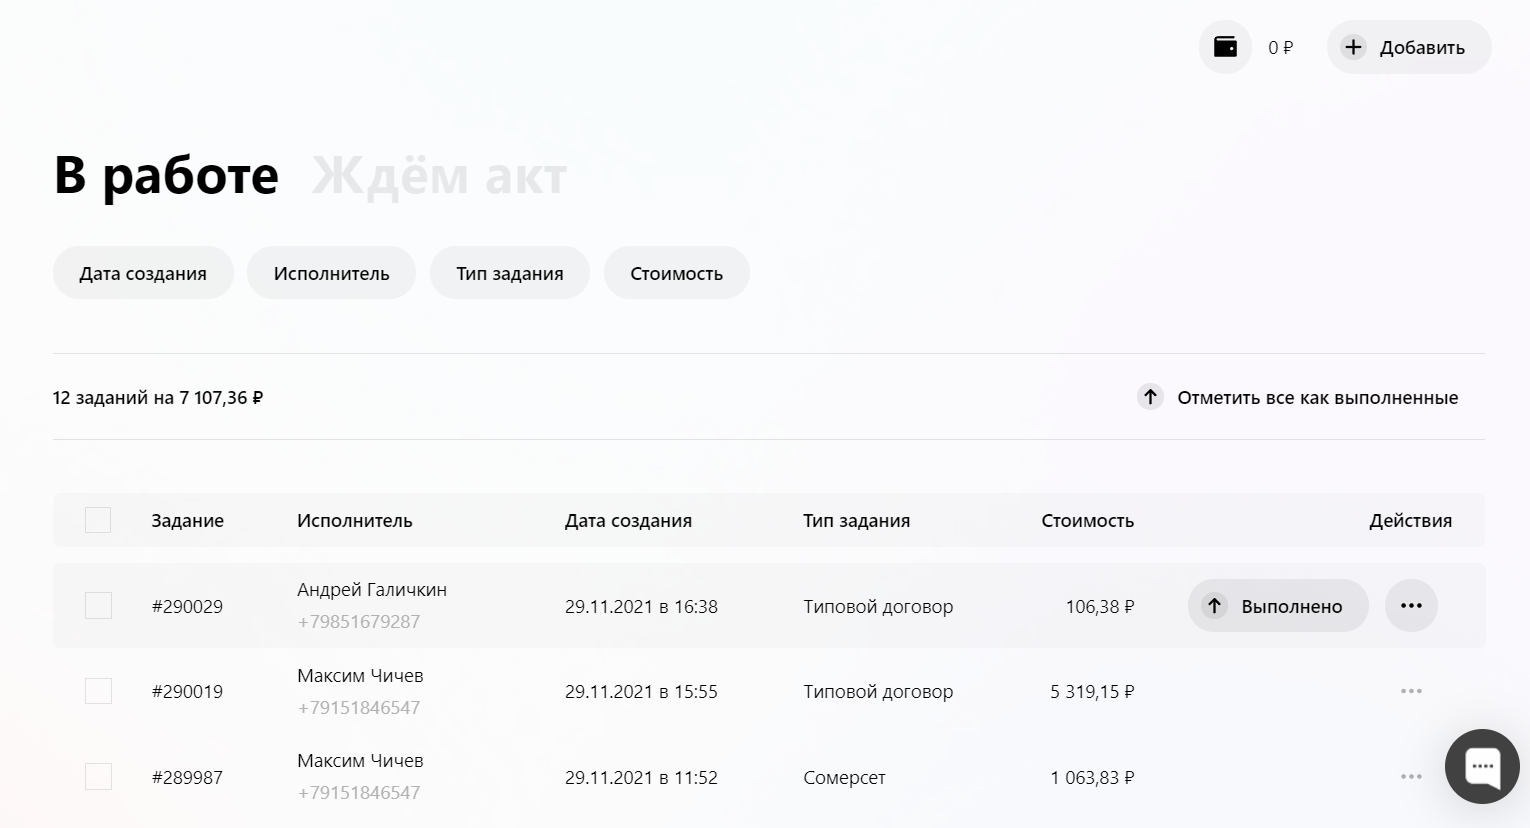 0 ₽
Добавить
В работе Ждём акт
Дата создания Исполнитель Тип задания Стоимость
12 заданий на 7 107,36 ₽ Отметить все как выполненные
Задание Исполнитель Дата создания Тип задания Стоимость Действия
#290029 Андрей Галичкин 29.11.2021 в 16:38 Типовой договор 106,38 ₽ Выполнено
+79851679287
#290019 Максим Чичев 29.11.2021 в 15:55 Типовой договор 5 319,15 ₽
+79151846547
#289987 Максим Чичев 29.11.2021 в 11:52 Сомерсет 1 063,83 ₽
+79151846547